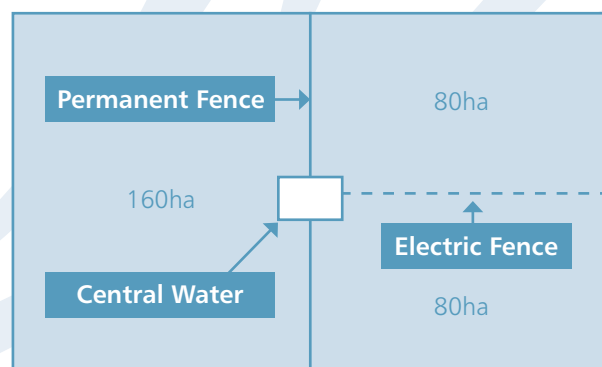 Permanent Fence
80ha
160ha
Electric Fence
Central Water
80ha